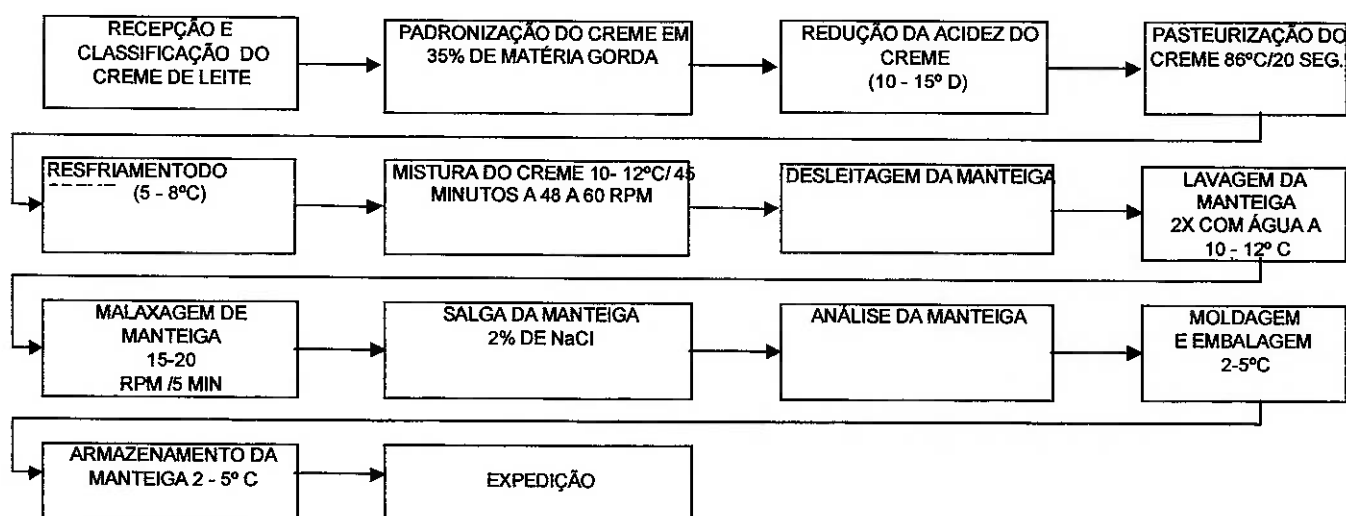 RECEPÇÃO E
CLASSIFICAÇÃO DO
CREME DE LEITE
PADRONIZAÇÃO DO CREME EM
35% DE MATÉRIA GORDA
REDUÇÃO DA ACIDEZ DO
CREME
(10 - 15º D)
PASTEURIZAÇÃO DO
CREME 86ºC/20 SEG.
RESFRIAMENTODO
(5 - 8ºC)
MISTURA DO CREME 10- 12ºC/ 45
MINUTOS A 48 A 60 RPM
DESLEITAGEM DA MANTEIGA
LAVAGEM DA
MANTEIGA
2X COM ÁGUA A
10 - 12º C
MALAXAGEM DE
MANTEIGA
15-20
RPM /5 MIN
SALGA DA MANTEIGA
2% DE NaCl
ANÁLISE DA MANTEIGA
MOLDAGEM
E EMBALAGEM
2-5ºC
ARMAZENAMENTO DA
MANTEIGA 2 - 5º C
EXPEDIÇÃO